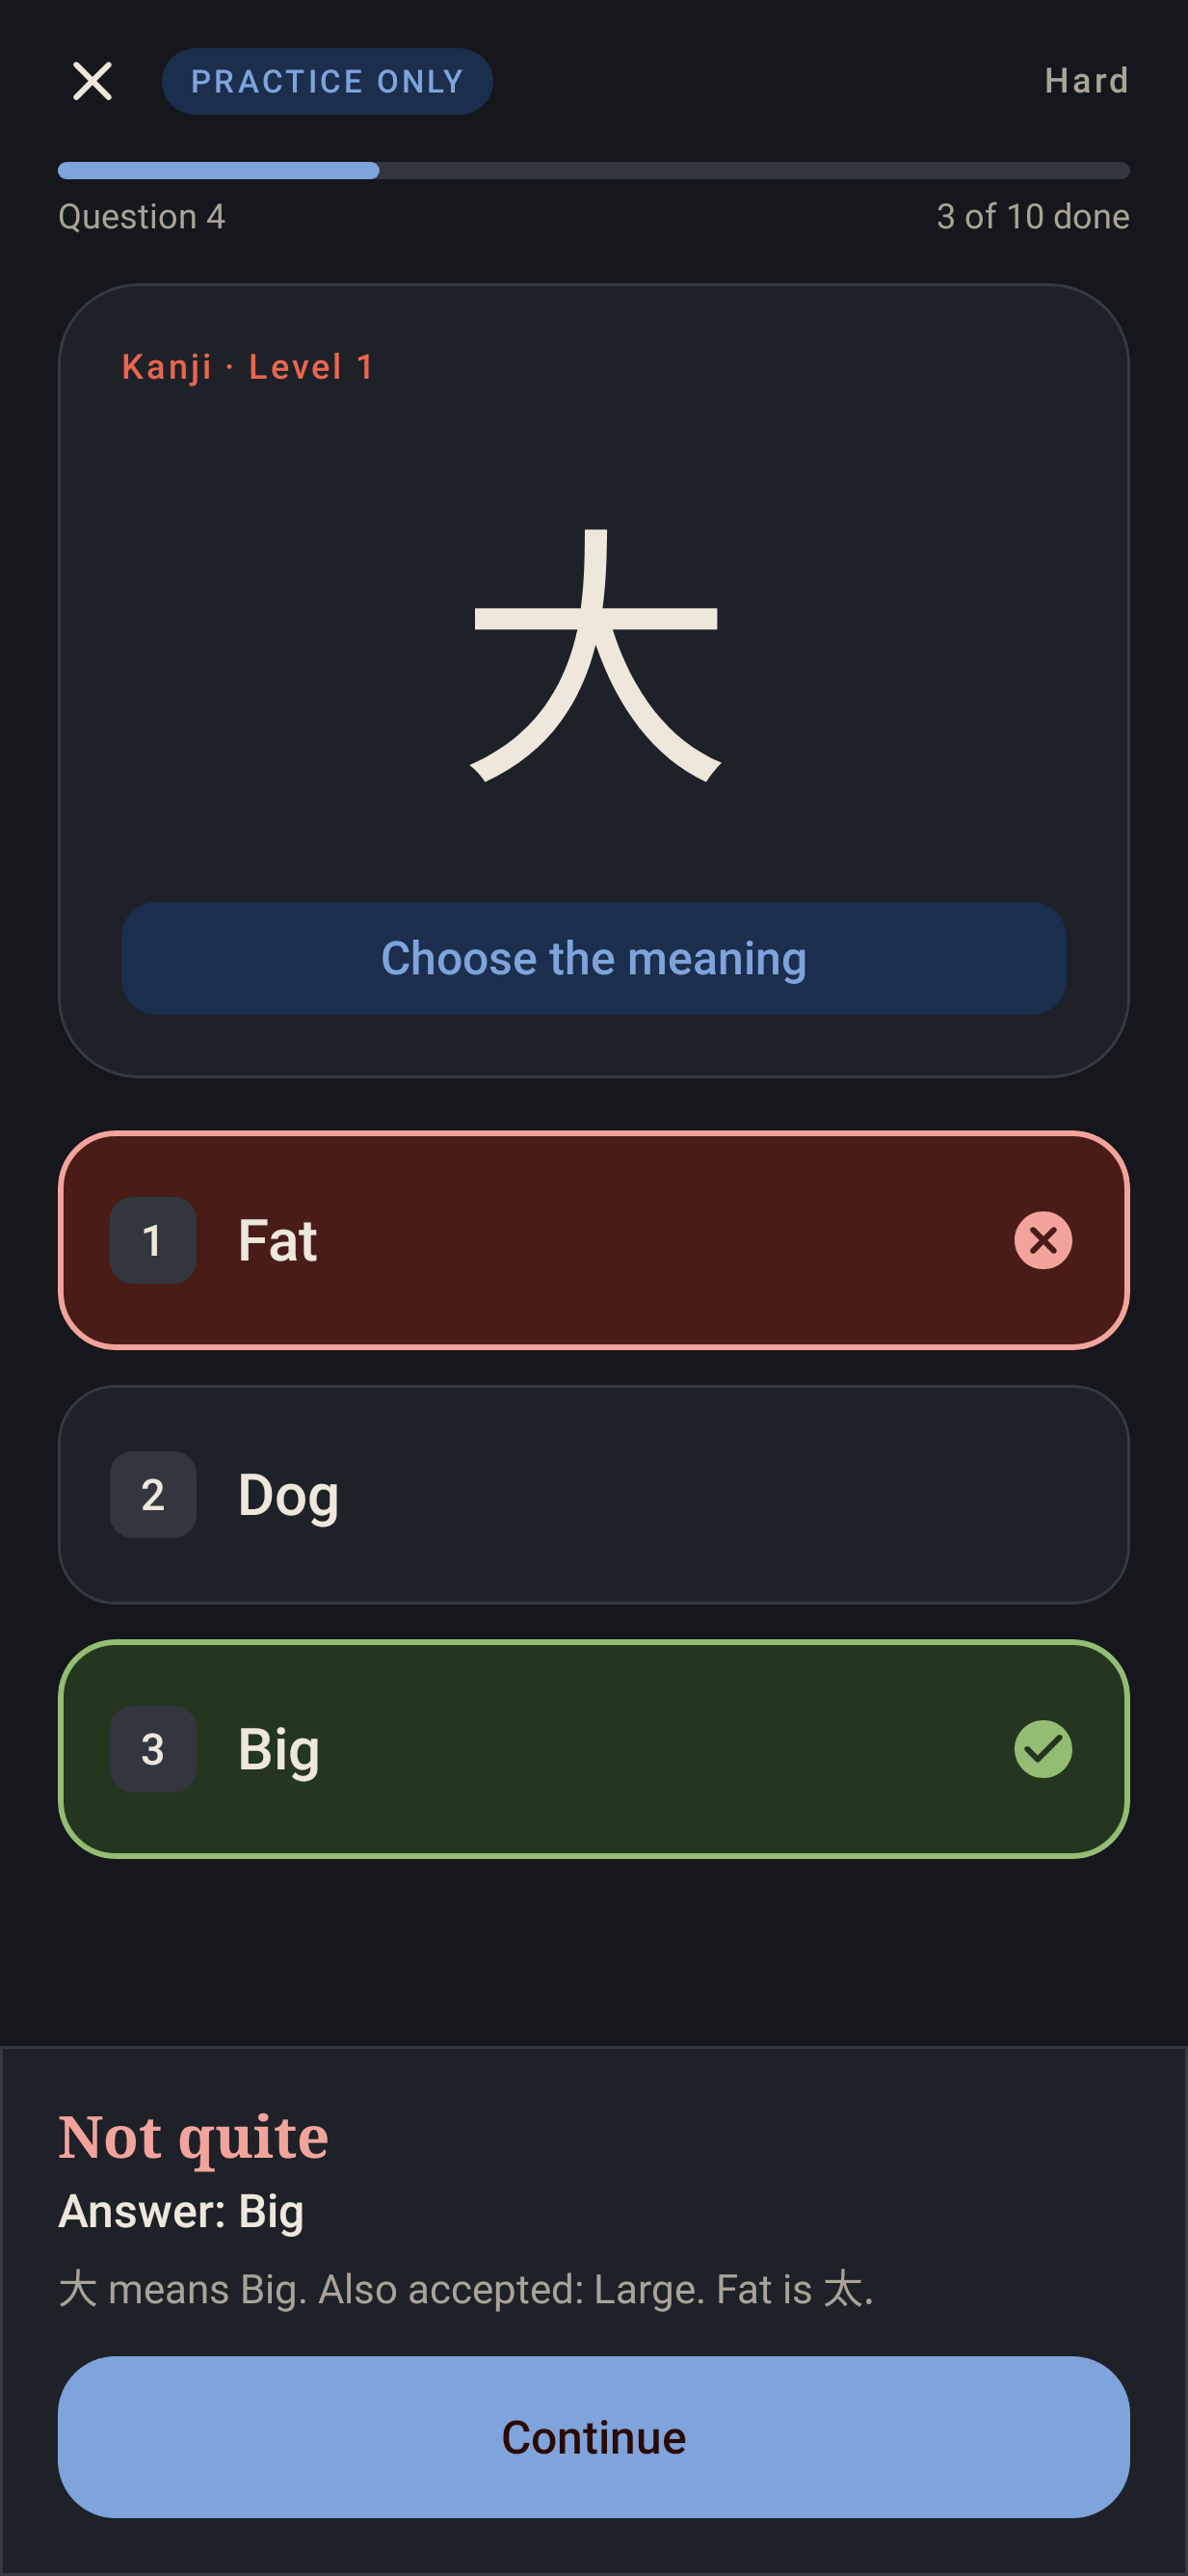 PRACTICE ONLY
Hard
Question 4
3 of 10 done
Kanji · Level 1
大
Choose the meaning
1 Fat
2 Dog
3 Big
Not quite
Answer: Big
大 means Big. Also accepted: Large. Fat is 太.
Continue